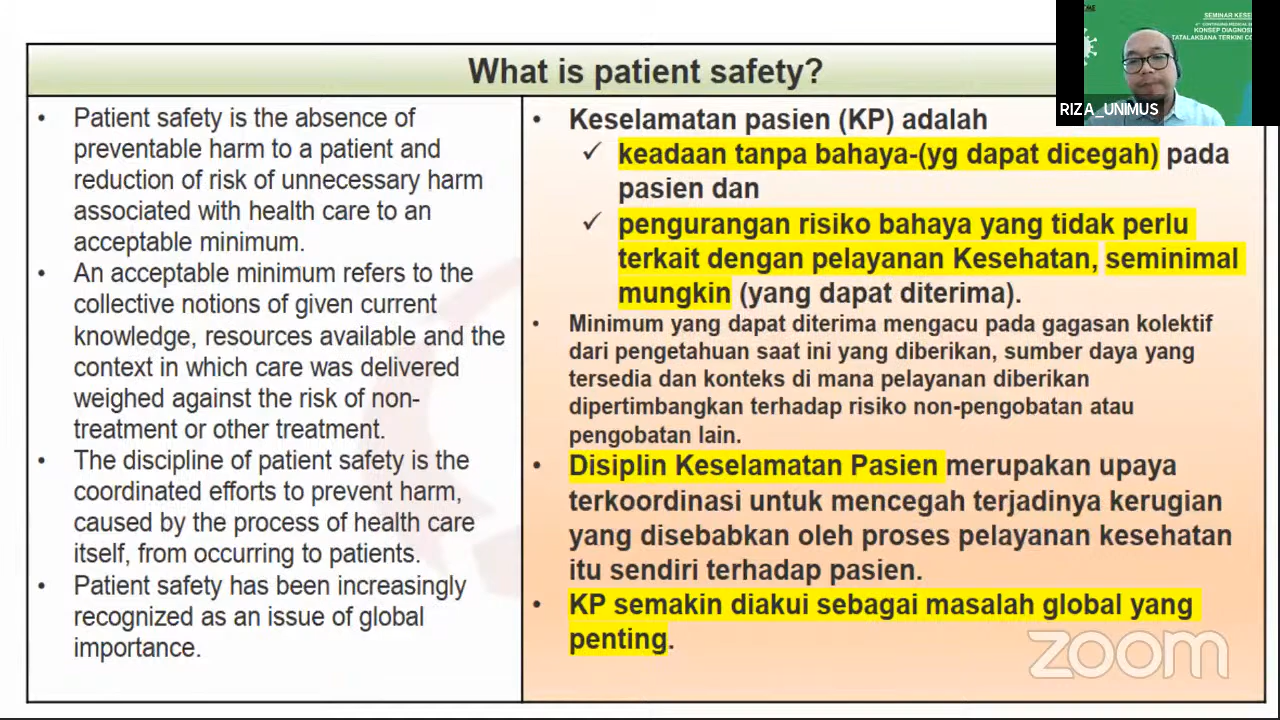 What is patient safety?
• Patient safety is the absence of
preventable harm to a patient and
reduction of risk of unnecessary harm
associated with health care to an
acceptable minimum.
• An acceptable minimum refers to the
collective notions of given current
knowledge, resources available and the
context in which care was delivered
weighed against the risk of non-
treatment or other treatment.
• The discipline of patient safety is the
coordinated efforts to prevent harm,
caused by the process of health care
itself, from occurring to patients.
• Patient safety has been increasingly
recognized as an issue of global
importance.
• Keselamatan pasien (KP) adalah
✓ keadaan tanpa bahaya-(yg dapat dicegah) pada
pasien dan
✓ pengurangan risiko bahaya yang tidak perlu
terkait dengan pelayanan Kesehatan, seminimal
mungkin (yang dapat diterima).
• Minimum yang dapat diterima mengacu pada gagasan kolektif
dari pengetahuan saat ini yang diberikan, sumber daya yang
tersedia dan konteks di mana pelayanan diberikan
dipertimbangkan terhadap risiko non-pengobatan atau
pengobatan lain.
• Disiplin Keselamatan Pasien merupakan upaya
terkoordinasi untuk mencegah terjadinya kerugian
yang disebabkan oleh proses pelayanan kesehatan
itu sendiri terhadap pasien.
• KP semakin diakui sebagai masalah global yang
penting.
SEMINAR
KONSEP
TATALAKSANA TERKINI
RIZA_UNIMUS
zoom